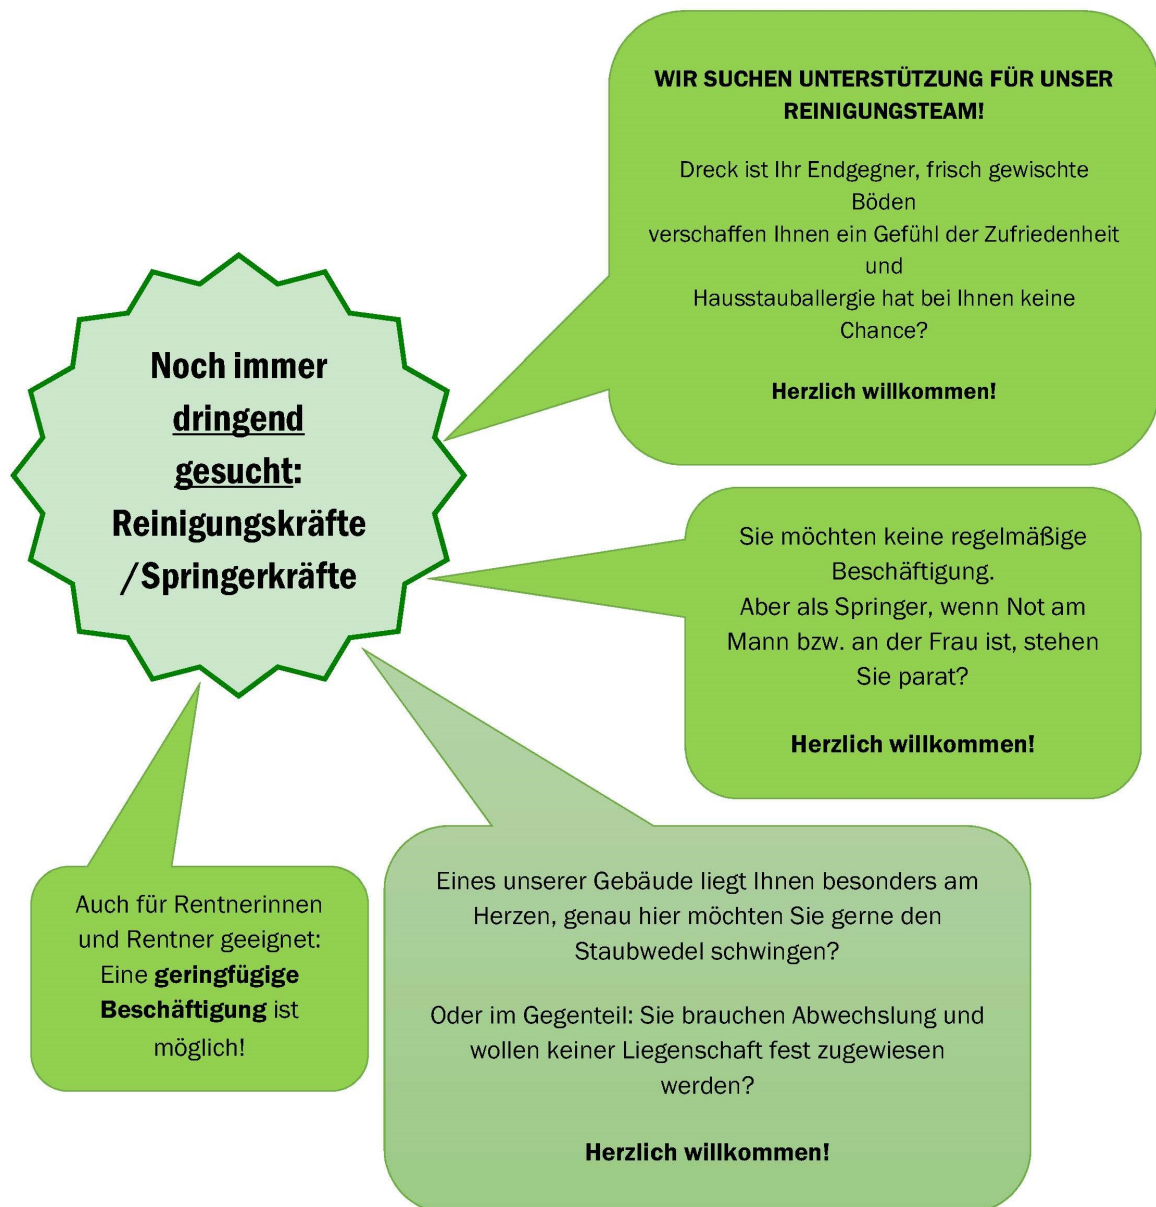 WIR SUCHEN UNTERSTÜTZUNG FÜR UNSER
REINIGUNGSTEAM!
Dreck ist Ihr Endgegner, frisch gewischte
Böden
verschaffen Ihnen ein Gefühl der Zufriedenheit
und
Hausstauballergie hat bei Ihnen keine
Chance?
Herzlich willkommen!
Noch immer
dringend
gesucht:
Reinigungskräfte
/Springerkräfte
Sie möchten keine regelmäßige
Beschäftigung.
Aber als Springer, wenn Not am
Mann bzw. an der Frau ist, stehen
Sie parat?
Herzlich willkommen!
Auch für Rentnerinnen
und Rentner geeignet:
Eine geringfügige
Beschäftigung ist
möglich!
Eines unserer Gebäude liegt Ihnen besonders am
Herzen, genau hier möchten Sie gerne den
Staubwedel schwingen?
Oder im Gegenteil: Sie brauchen Abwechslung und
wollen keiner Liegenschaft fest zugewiesen
werden?
Herzlich willkommen!